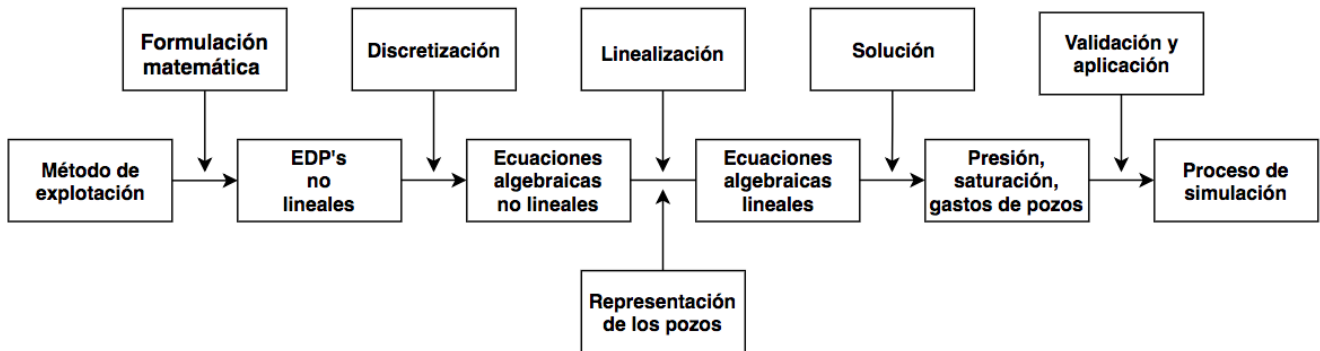 Formulación
matemática
Discretización
Linealización
Solución
Validación y
aplicación
Método de
explotación
EDP's
no
lineales
Ecuaciones
algebraicas
no lineales
Ecuaciones
algebraicas
lineales
Presión,
saturación,
gastos de pozos
Proceso de
simulación
Representación
de los pozos